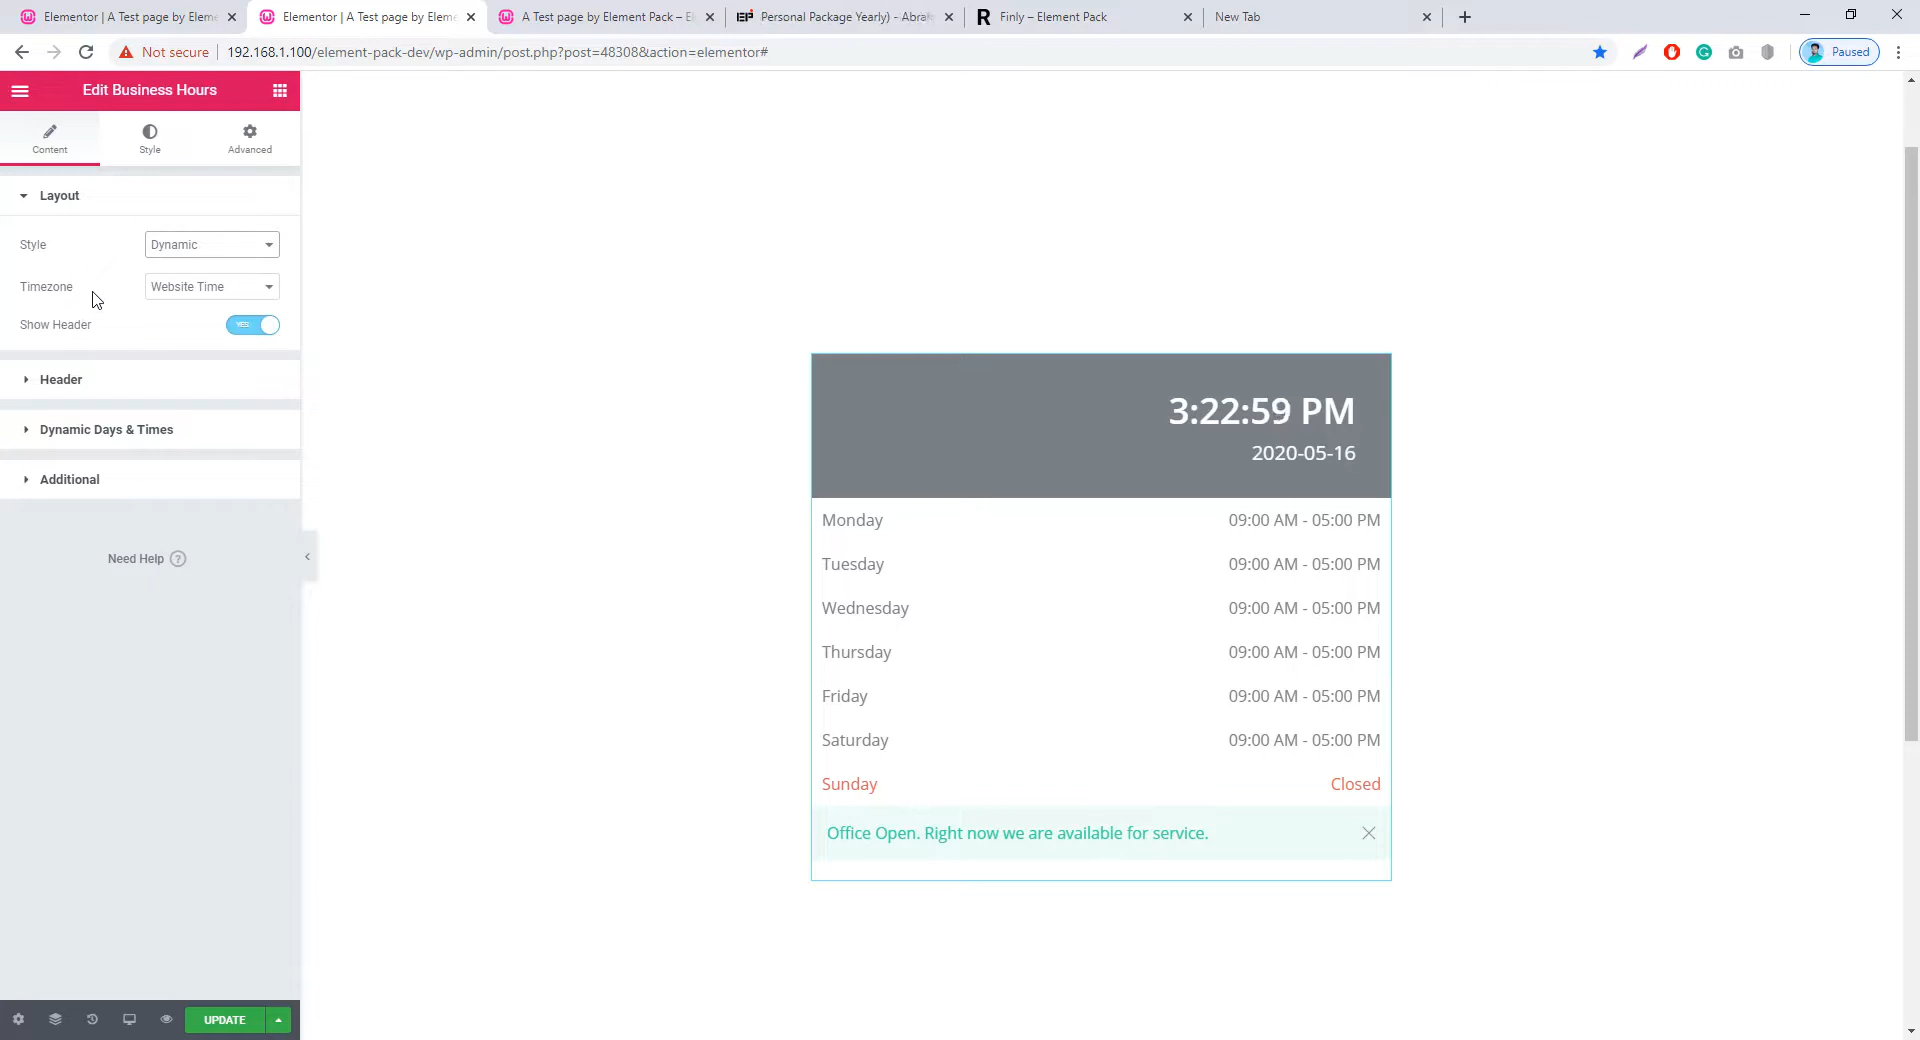 Elementor | A Test page by Eleme
Elementor | A Test page by Eleme
A Test page by Element Pack – E
Personal Package Yearly) - Abra
Finly – Element Pack
New Tab
Not secure
192.168.1.100/element-pack-dev/wp-admin/post.php?post=48308&action=elementor#
Paused
Edit Business Hours
Content
Style
Advanced
Layout
Style
Dynamic
Timezone
Website Time
Show Header
YES
Header
Dynamic Days & Times
Additional
Need Help ?
UPDATE
3:22:59 PM
2020-05-16
Monday 09:00 AM - 05:00 PM
Tuesday 09:00 AM - 05:00 PM
Wednesday 09:00 AM - 05:00 PM
Thursday 09:00 AM - 05:00 PM
Friday 09:00 AM - 05:00 PM
Saturday 09:00 AM - 05:00 PM
Sunday Closed
Office Open. Right now we are available for service.